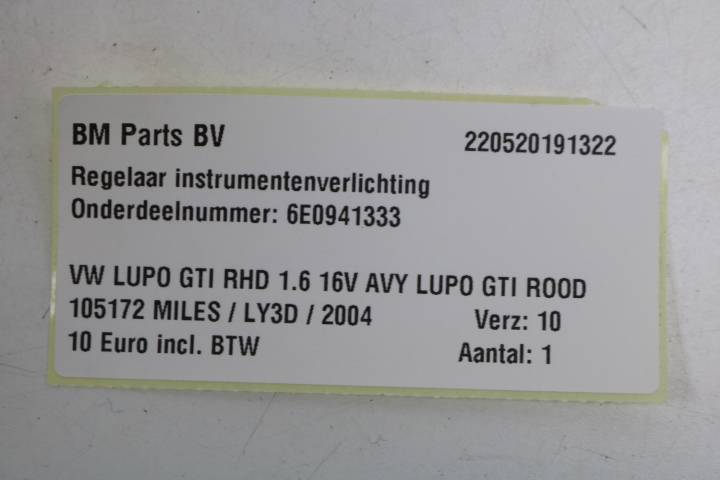 BM Parts BV 220520191322
Regelaar instrumentenverlichting
Onderdeelnummer: 6E0941333
VW LUPO GTI RHD 1.6 16V AVY LUPO GTI ROOD
105172 MILES / LY3D / 2004 Verz: 10
10 Euro incl. BTW Aantal: 1